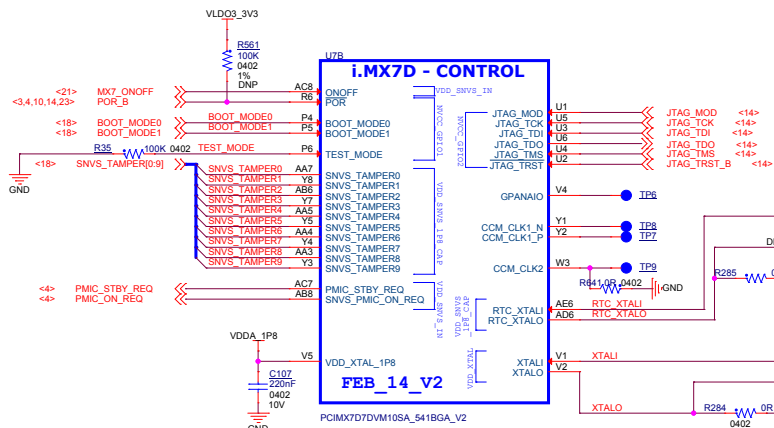 VLDO3_3V3
R561
100K
0402
1%
DNP
U7B
i.MX7D - CONTROL
<21> MX7_ONOFF AC8 ONOFF
<3,4,10,14,23> POR_B R6 POR
<18> BOOT_MODE0 BOOT_MODE0 P4 BOOT_MODE0
<18> BOOT_MODE1 BOOT_MODE1 P5 BOOT_MODE1
R35 100K 0402 TEST_MODE P6 TEST_MODE
GND
<18> SNVS_TAMPER[0:9]
SNVS_TAMPER0 AA7 SNVS_TAMPER0
SNVS_TAMPER1 Y8 SNVS_TAMPER1
SNVS_TAMPER2 AB6 SNVS_TAMPER2
SNVS_TAMPER3 Y7 SNVS_TAMPER3
SNVS_TAMPER4 AA5 SNVS_TAMPER4
SNVS_TAMPER5 Y5 SNVS_TAMPER5
SNVS_TAMPER6 AA4 SNVS_TAMPER6
SNVS_TAMPER7 Y4 SNVS_TAMPER7
SNVS_TAMPER8 AA3 SNVS_TAMPER8
SNVS_TAMPER9 Y3 SNVS_TAMPER9
<4> PMIC_STBY_REQ AC7 PMIC_STBY_REQ
<4> PMIC_ON_REQ AB8 SNVS_PMIC_ON_REQ
VDDA_1P8
V5 VDD_XTAL_1P8
C107
220nF
0402
10V
GND
VDD_SNVS_IN
NVCC_GPIO1
VDD_SNVS_1P8_CAP
VDD_SNVS_IN
NVCC_GPIO2
VDD_SNVS
_1P8_CAP
VDD_XTAL
JTAG_MOD U1 JTAG_MOD <14>
JTAG_TCK U5 JTAG_TCK <14>
JTAG_TDI U3 JTAG_TDI <14>
JTAG_TDO U6 JTAG_TDO <14>
JTAG_TMS U4 JTAG_TMS <14>
JTAG_TRST U2 JTAG_TRST_B <14>
GPANAIO V4 TP6
CCM_CLK1_N Y1 TP8
CCM_CLK1_P Y2 TP7
CCM_CLK2 W3 TP9
R641 0R 0402 GND
R285
RTC_XTALI AE6 RTC_XTALI
RTC_XTALO AD6 RTC_XTALO
XTALI V1 XTALI
XTALO V2
XTALO R284 0R
0402
FEB_14_V2
PCIMX7D7DVM10SA_541BGA_V2